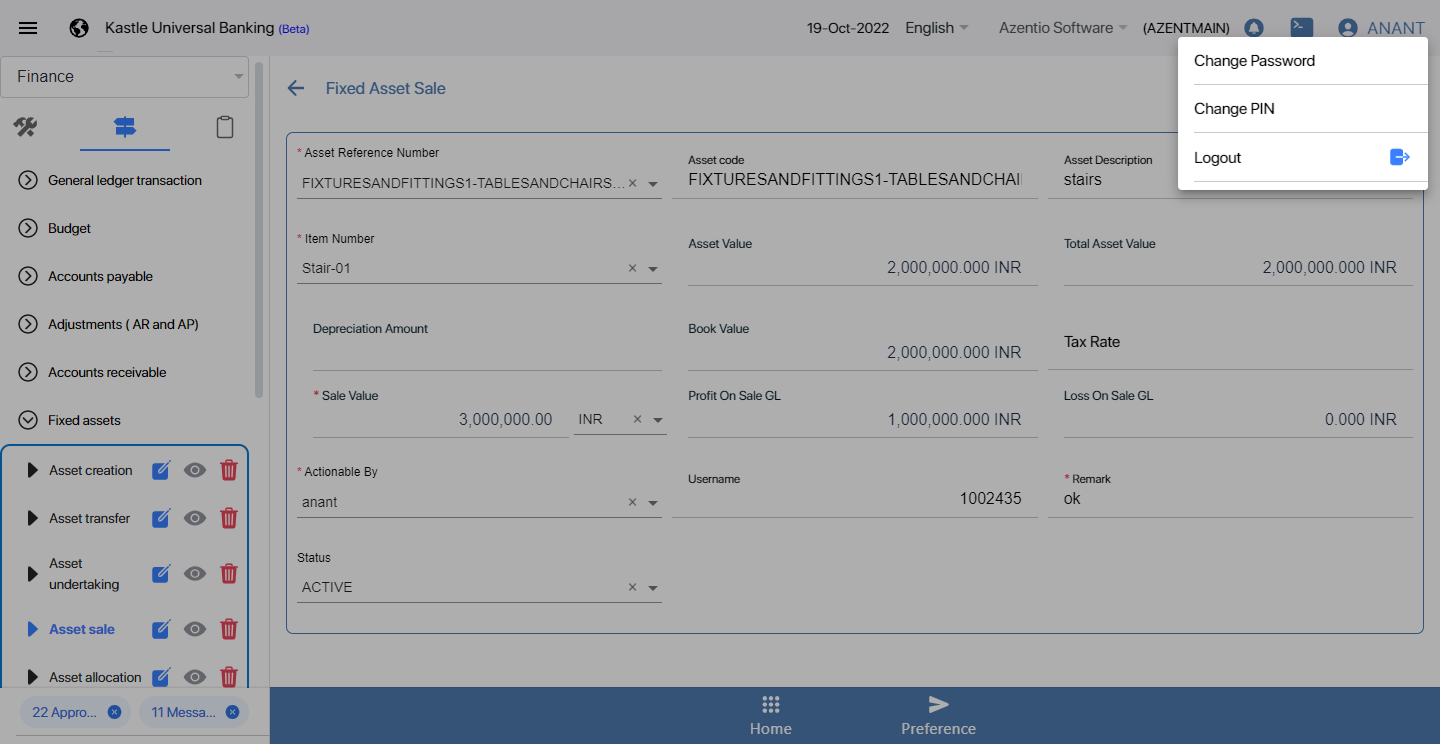 Kastle Universal Banking (Beta)
19-Oct-2022
English
Azentio Software
(AZENTMAIN)
ANANT
Change Password
Change PIN
Logout
Finance
General ledger transaction
Budget
Accounts payable
Adjustments ( AR and AP)
Accounts receivable
Fixed assets
Asset creation
Asset transfer
Asset
undertaking
Asset sale
Asset allocation
22 Appro...
11 Messa...
Fixed Asset Sale
* Asset Reference Number
FIXTURESANDFITTINGS1-TABLESANDCHAIRS...
Asset code
FIXTURESANDFITTINGS1-TABLESANDCHAI
Asset Description
stairs
* Item Number
Stair-01
Asset Value
2,000,000.000 INR
Total Asset Value
2,000,000.000 INR
Depreciation Amount
Book Value
2,000,000.000 INR
Tax Rate
* Sale Value
3,000,000.00
INR
Profit On Sale GL
1,000,000.000 INR
Loss On Sale GL
0.000 INR
* Actionable By
anant
Username
1002435
* Remark
ok
Status
ACTIVE
Home
Preference